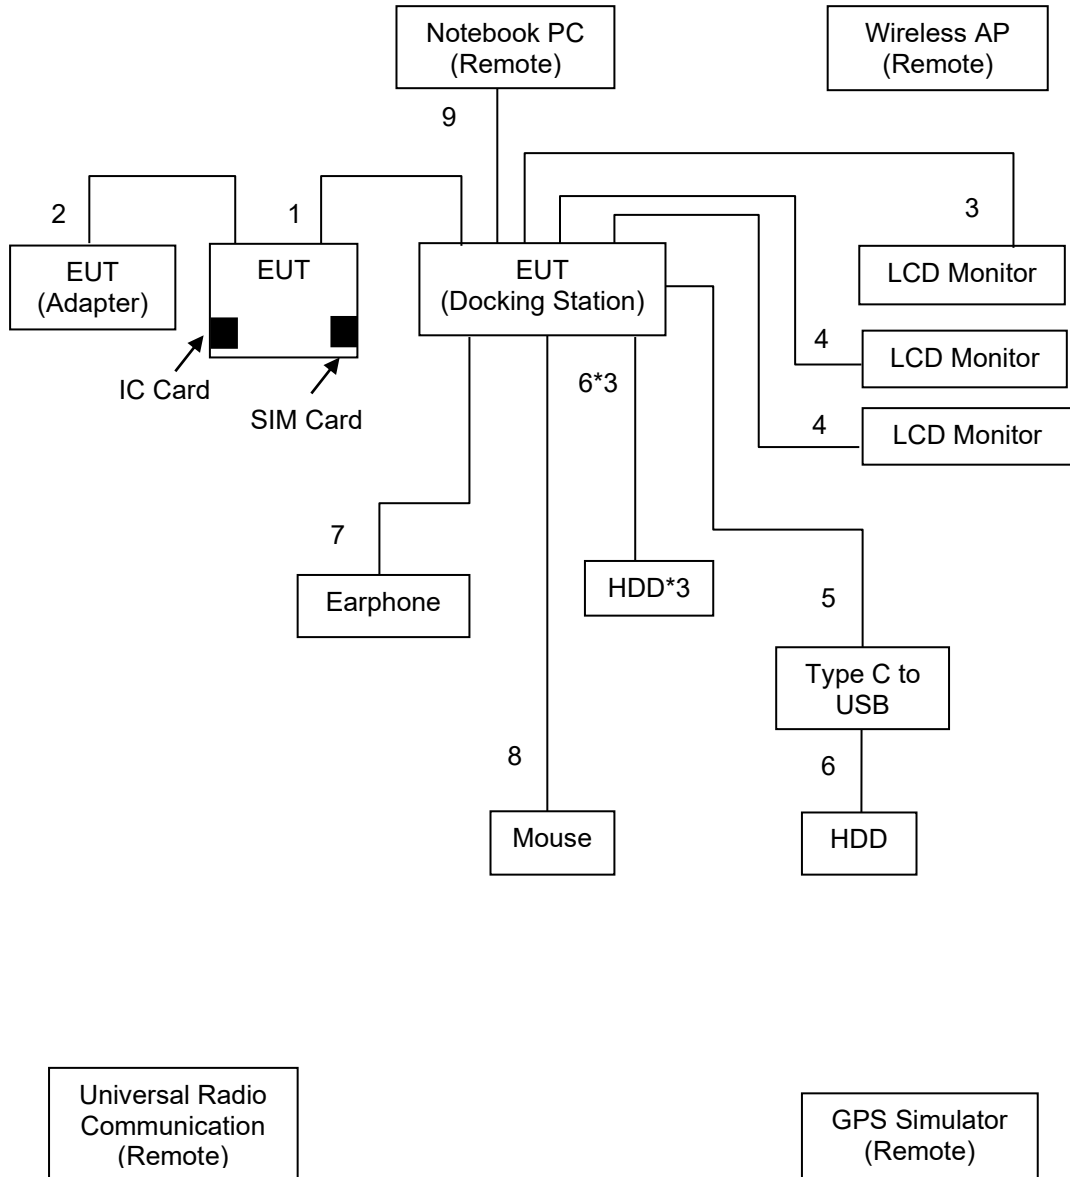 Notebook PC
(Remote)
Wireless AP
(Remote)
9
2
1
3
EUT
(Adapter)
EUT
EUT
(Docking Station)
LCD Monitor
IC Card
SIM Card
6*3
4
LCD Monitor
4
LCD Monitor
7
Earphone
HDD*3
5
Type C to
USB
8
6
Mouse
HDD
Universal Radio
Communication
(Remote)
GPS Simulator
(Remote)